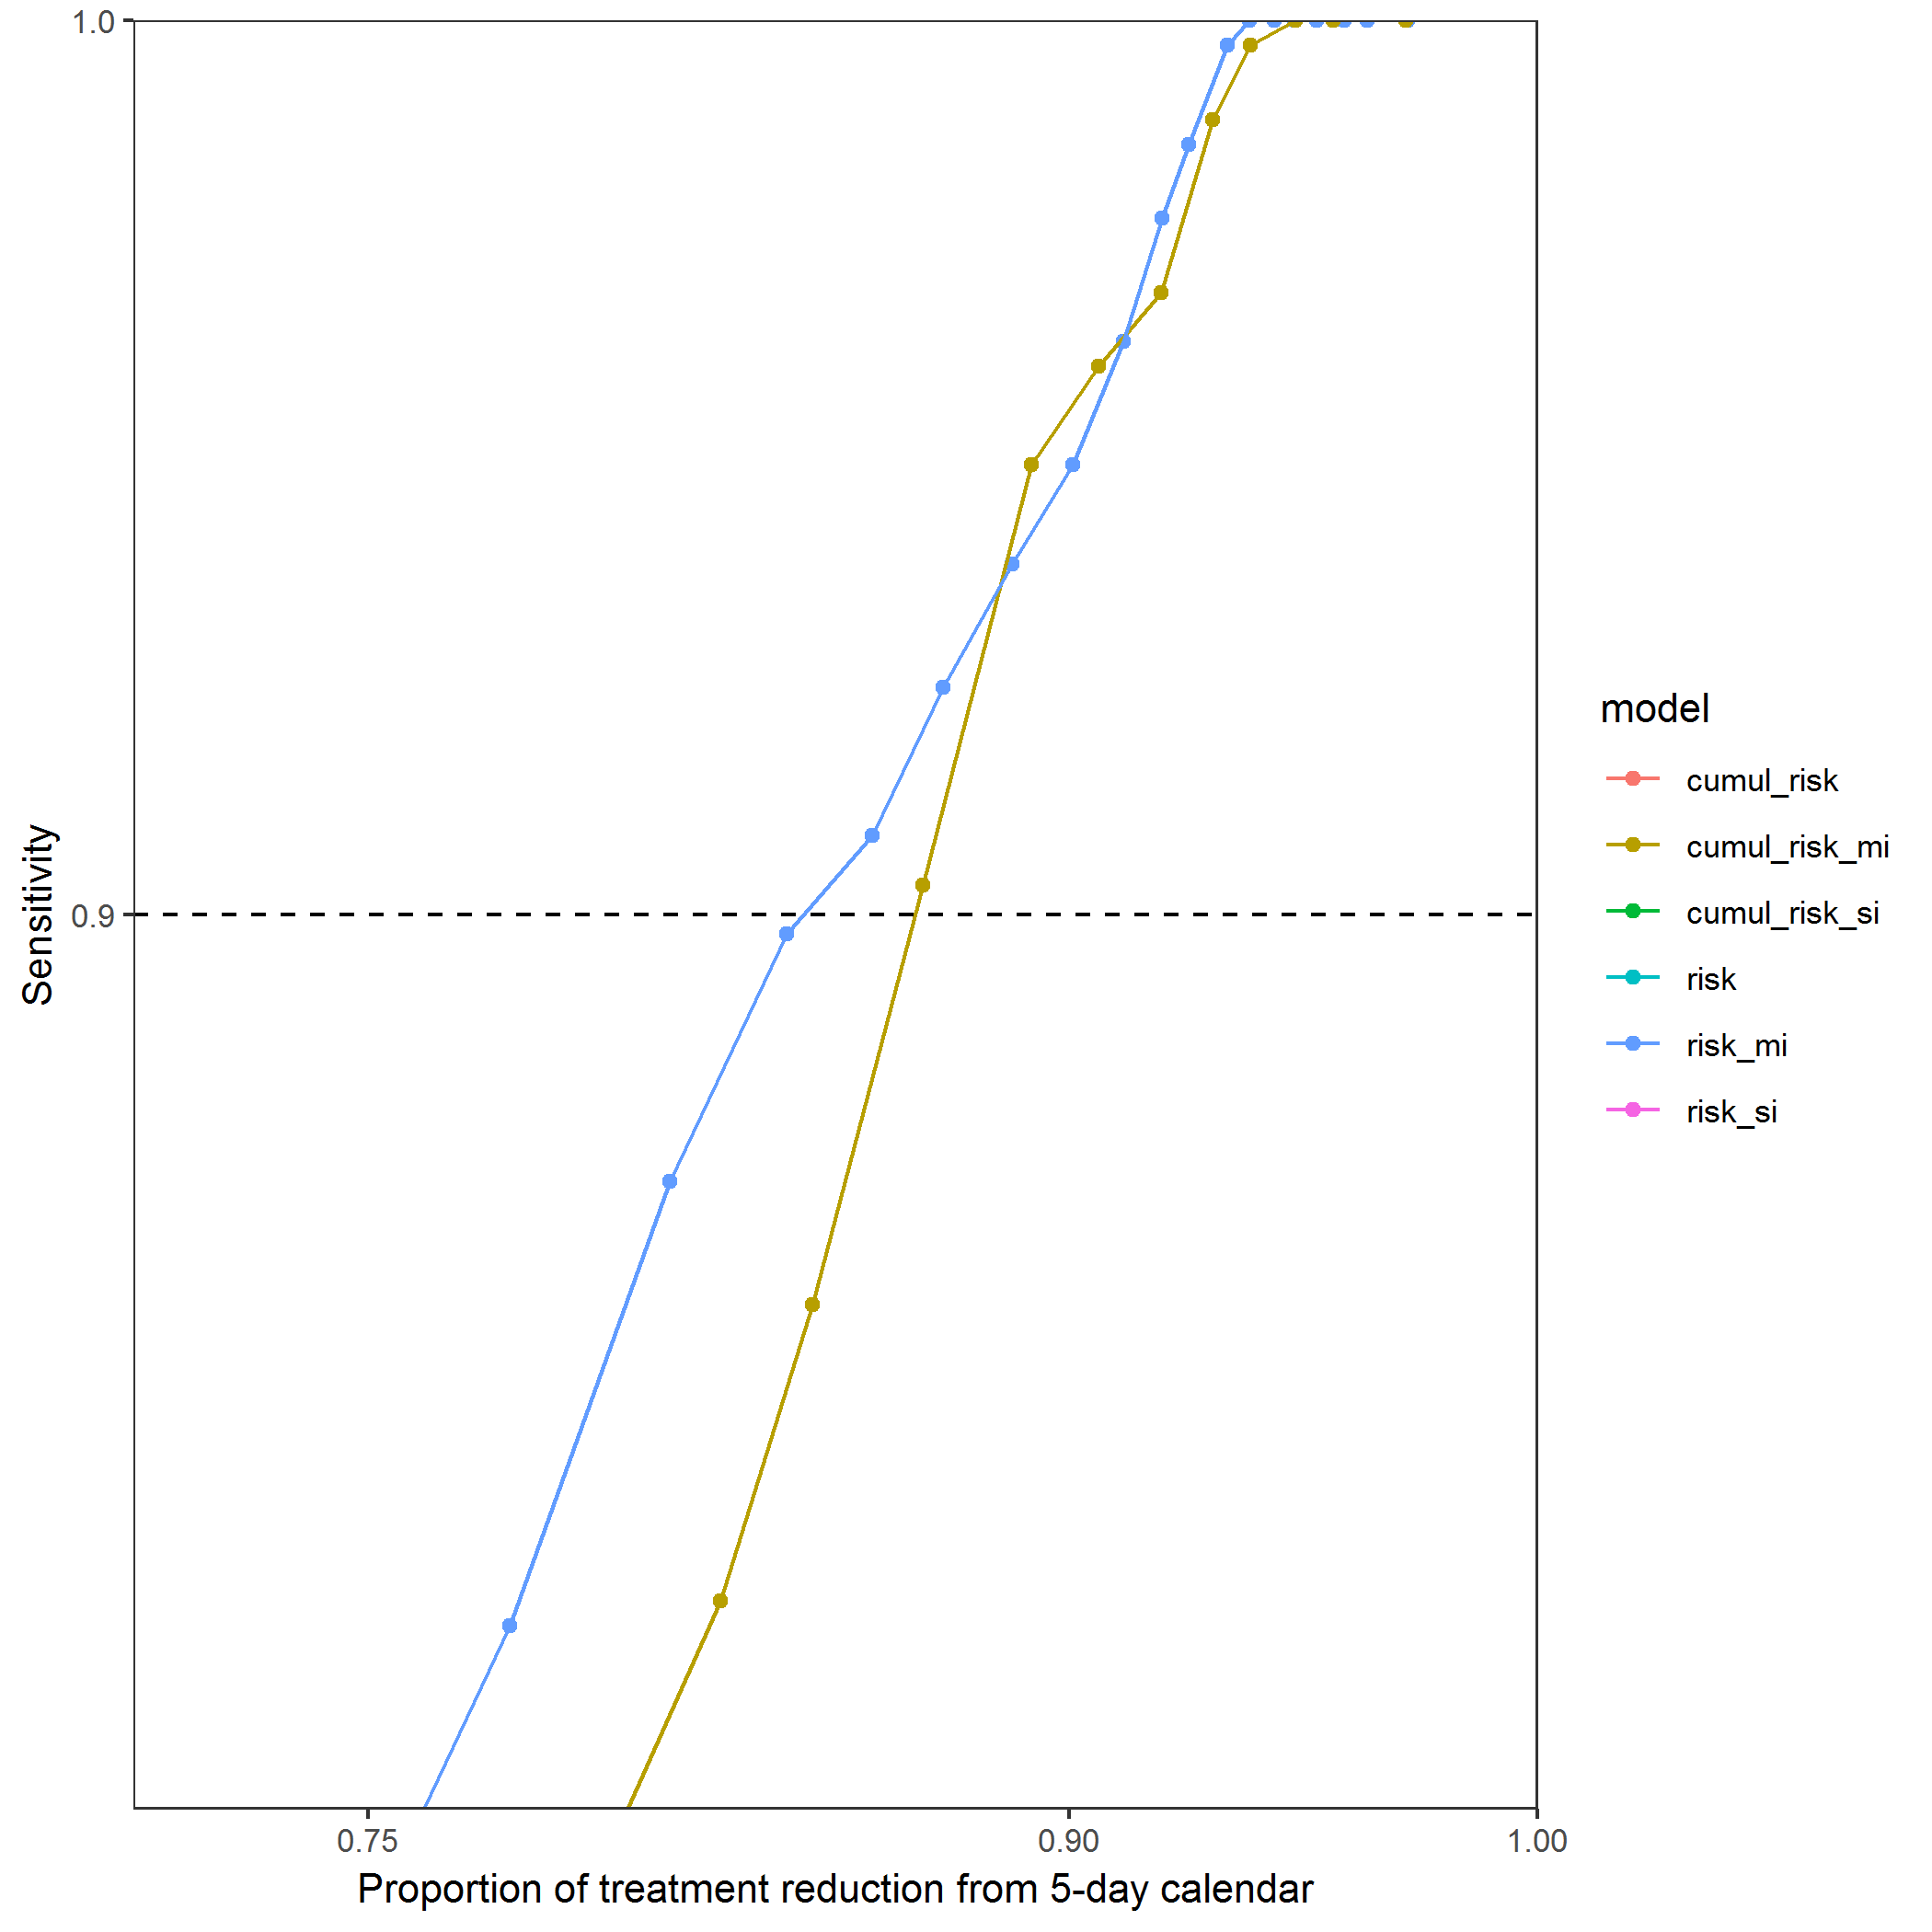 1.0
0.9
Sensitivity
0.75
0.90
1.00
Proportion of treatment reduction from 5-day calendar
model
cumul_risk
cumul_risk_mi
cumul_risk_si
risk
risk_mi
risk_si